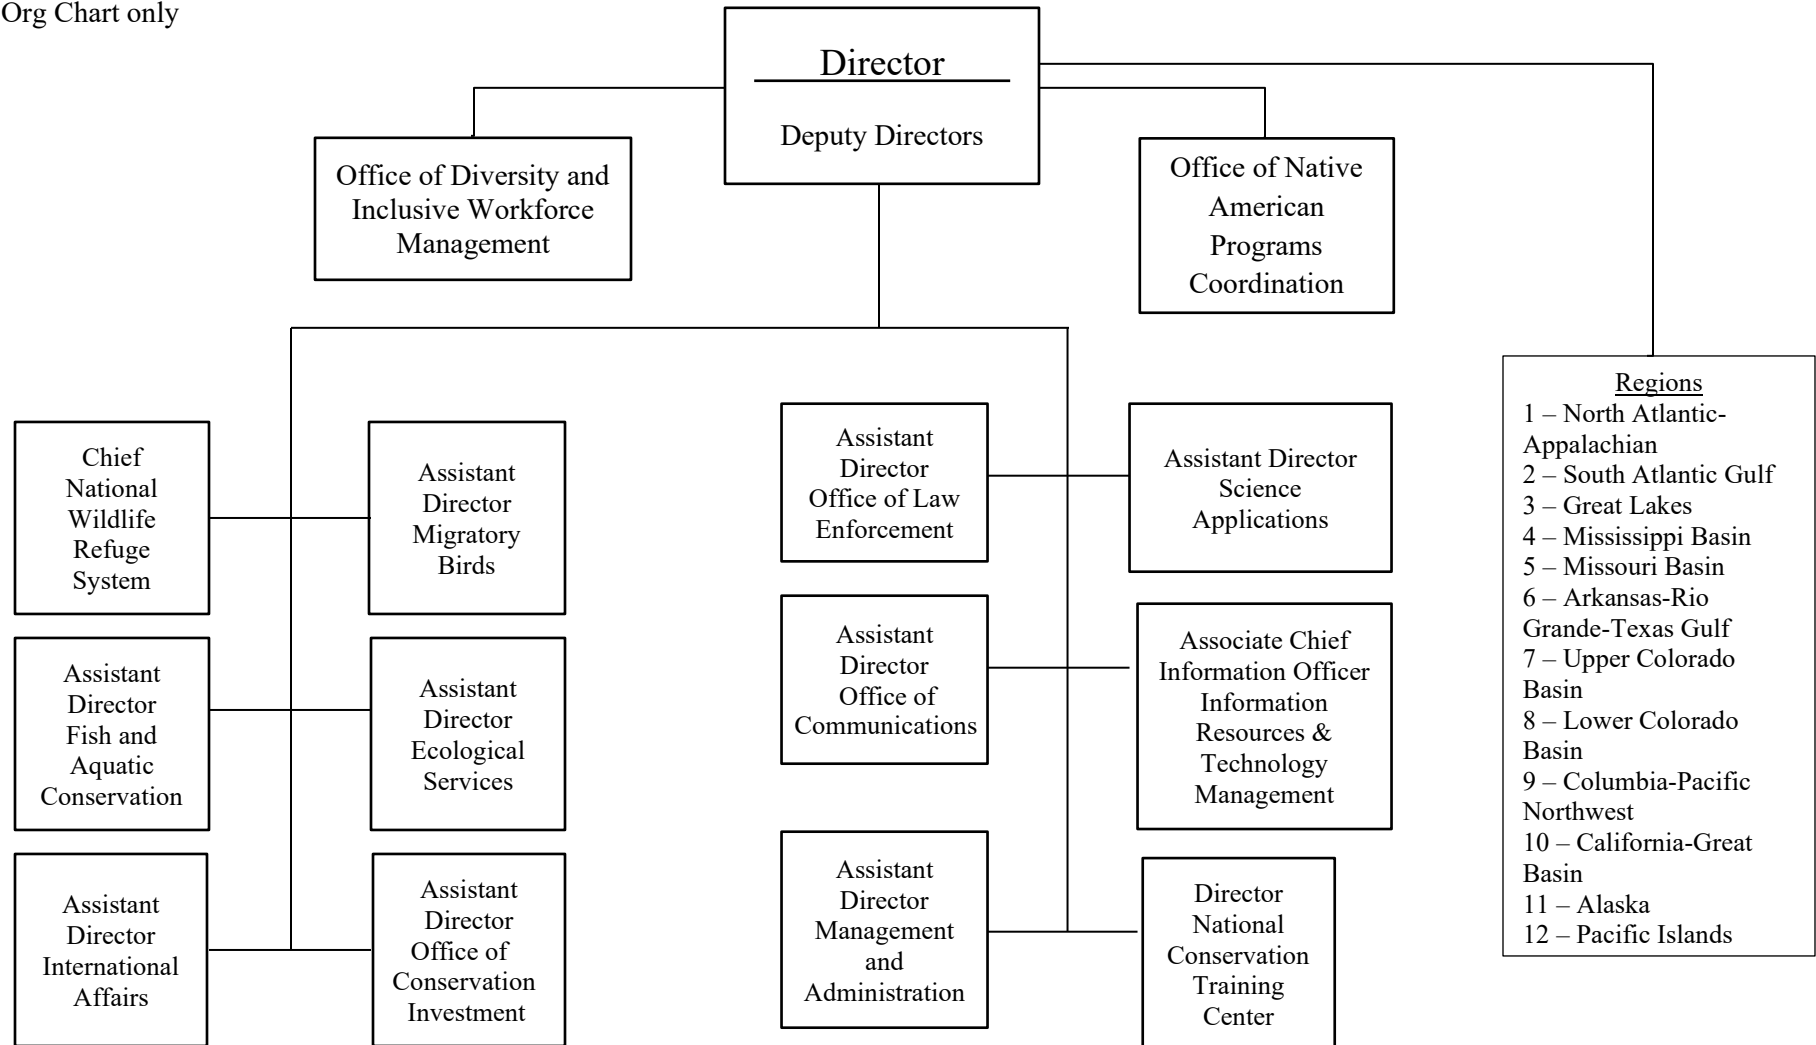 Org Chart only
Director
Deputy Directors
Office of Diversity and
Inclusive Workforce
Management
Office of Native
American
Programs
Coordination
Chief
National
Wildlife
Refuge
System
Assistant
Director
Migratory
Birds
Assistant
Director
Fish and
Aquatic
Conservation
Assistant
Director
Ecological
Services
Assistant
Director
International
Affairs
Assistant
Director
Office of
Conservation
Investment
Assistant
Director
Office of Law
Enforcement
Assistant Director
Science
Applications
Assistant
Director
Office of
Communications
Associate Chief
Information Officer
Information
Resources &
Technology
Management
Assistant
Director
Management
and
Administration
Director
National
Conservation
Training
Center
Regions
1 – North Atlantic-
Appalachian
2 – South Atlantic Gulf
3 – Great Lakes
4 – Mississippi Basin
5 – Missouri Basin
6 – Arkansas-Rio
Grande-Texas Gulf
7 – Upper Colorado
Basin
8 – Lower Colorado
Basin
9 – Columbia-Pacific
Northwest
10 – California-Great
Basin
11 – Alaska
12 – Pacific Islands